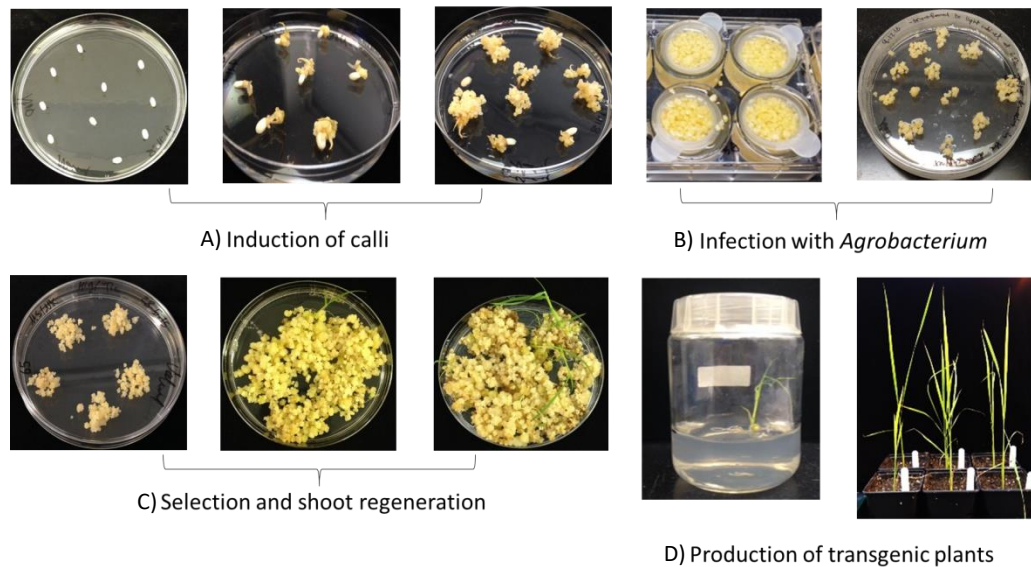 A) Induction of calli
B) Infection with Agrobacterium
C) Selection and shoot regeneration
D) Production of transgenic plants